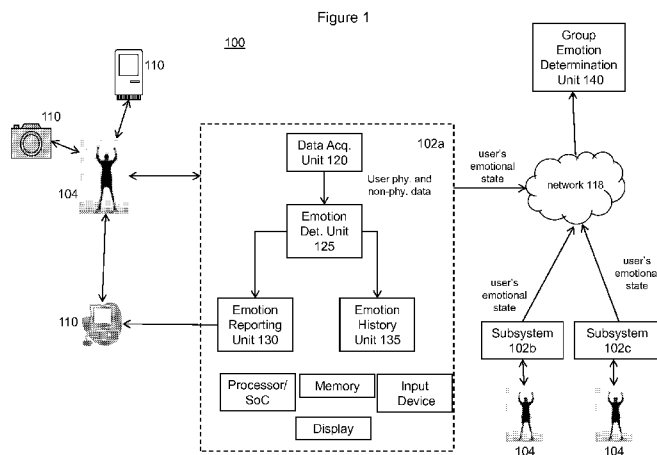 Figure 1
100
110
110
104
110
102a
Data Acq.
Unit 120
User phy. and
non-phy. data
Emotion
Det. Unit
125
Emotion
Reporting
Unit 130
Emotion
History
Unit 135
Processor/
SoC
Memory
Input
Device
Display
Group
Emotion
Determination
Unit 140
user's
emotional
state
network 118
user's
emotional
state
user's
emotional
state
Subsystem
102b
Subsystem
102c
104
104